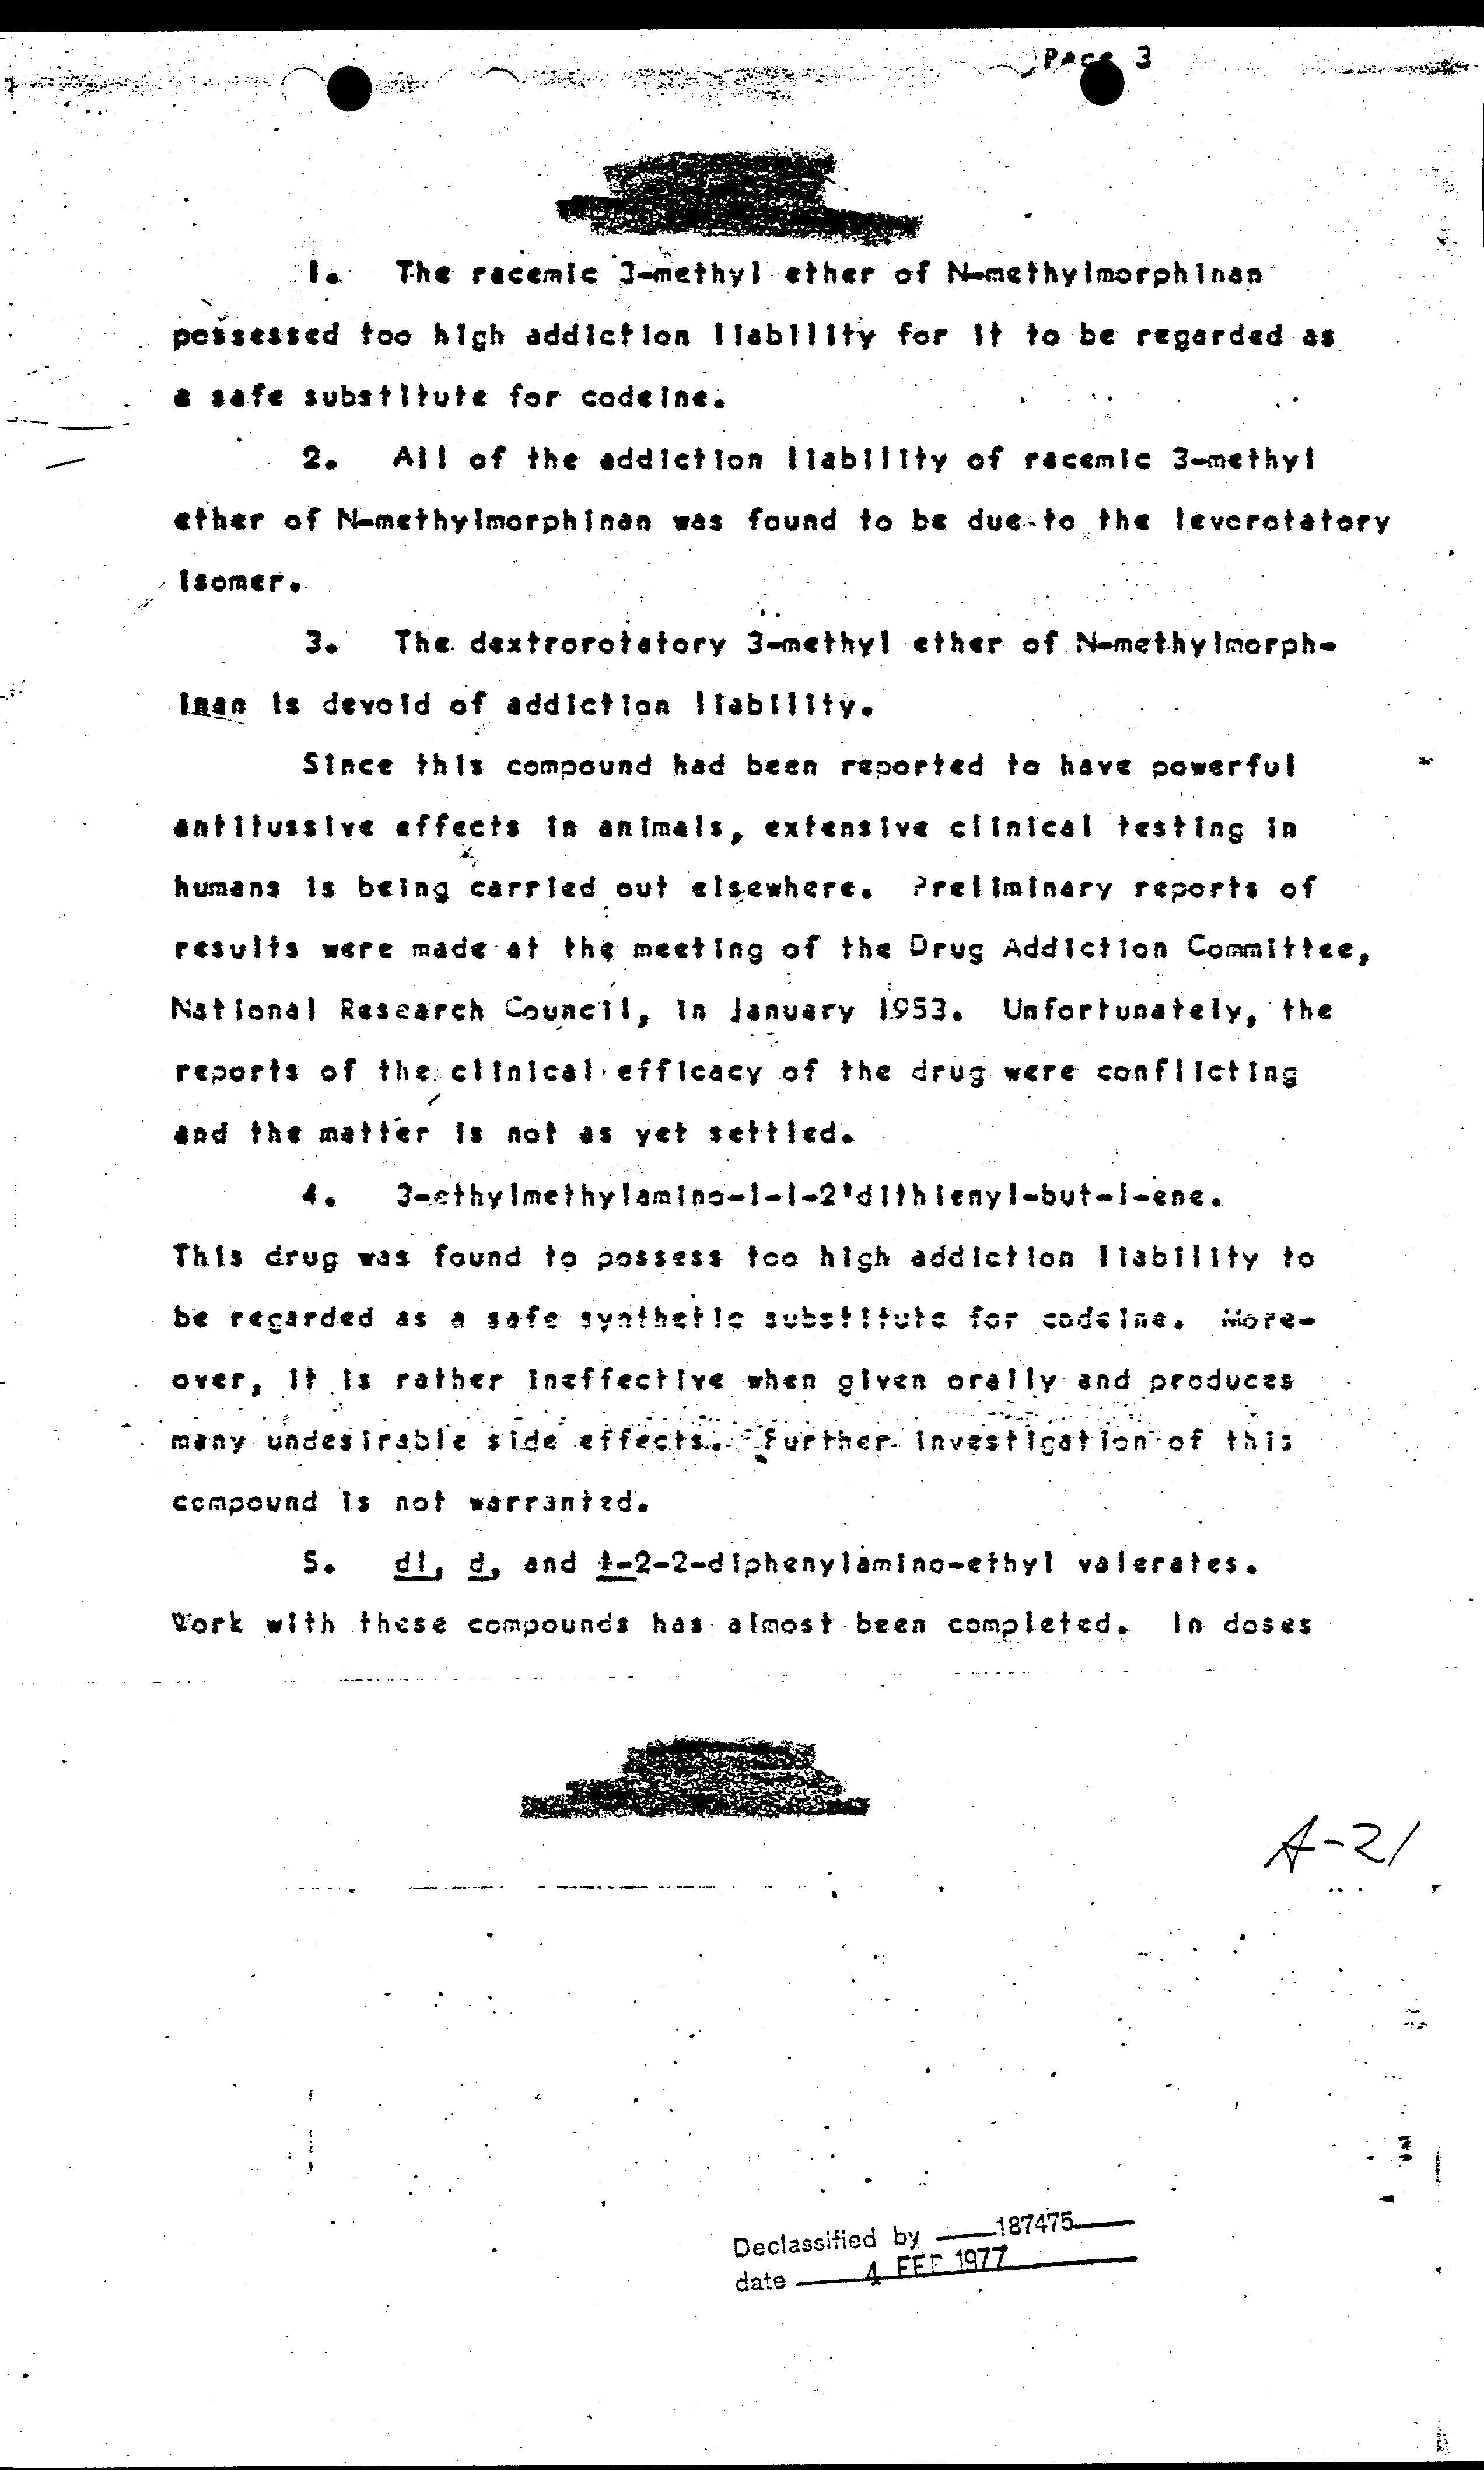 Page 3
1. The racemic 3-methyl ether of N-methylmorphinan
possessed too high addiction liability for it to be regarded as
a safe substitute for codeine.
2. All of the addiction liability of racemic 3-methyl
ether of N-methylmorphinan was found to be due to the levorotatory
isomer.
3. The dextrorotatory 3-methyl ether of N-methylmorph-
inan is devoid of addiction liability.
Since this compound had been reported to have powerful
antitussive effects in animals, extensive clinical testing in
humans is being carried out elsewhere. Preliminary reports of
results were made at the meeting of the Drug Addiction Committee,
National Research Council, in January 1953. Unfortunately, the
reports of the clinical efficacy of the drug were conflicting
and the matter is not as yet settled.
4. 3-ethylmethylamino-1-1-2'dithienyl-but-1-ene.
This drug was found to possess too high addiction liability to
be regarded as a safe synthetic substitute for codeine. More-
over, it is rather ineffective when given orally and produces
many undesirable side effects. Further investigation of this
compound is not warranted.
5. dl, d, and l-2-2-diphenylamino-ethyl valerates.
Work with these compounds has almost been completed. In doses
A-21
Declassified by 187475
date 4 FEB 1977